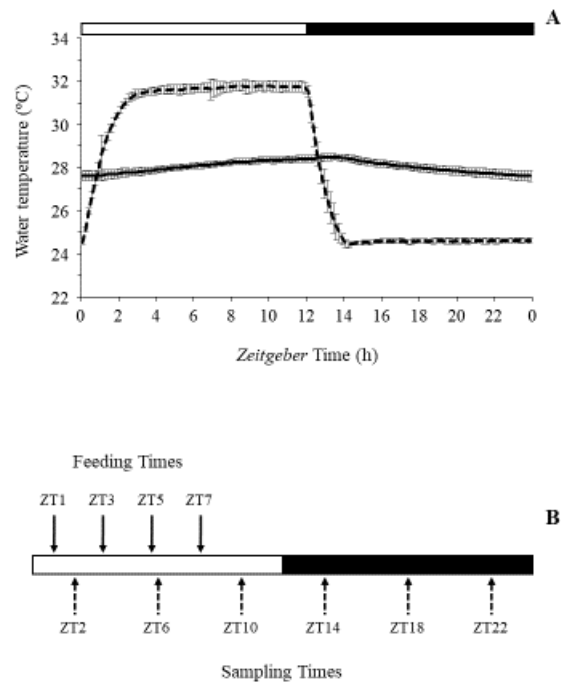 A
34
32
30
28
26
24
22
Water temperature (ºC)
0 2 4 6 8 10 12 14 16 18 20 22 0
Zeitgeber Time (h)
Feeding Times
ZT1 ZT3 ZT5 ZT7
B
ZT2 ZT6 ZT10 ZT14 ZT18 ZT22
Sampling Times